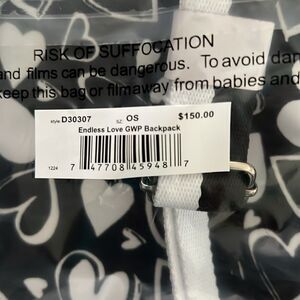 RISK OF SUFFOCATION
and films can be dangerous. To avoid dan
keep this bag or filmaway from babies and
style: D30307 SZ: OS $150.00
Endless Love GWP Backpack
1224 7 47708 45948 7